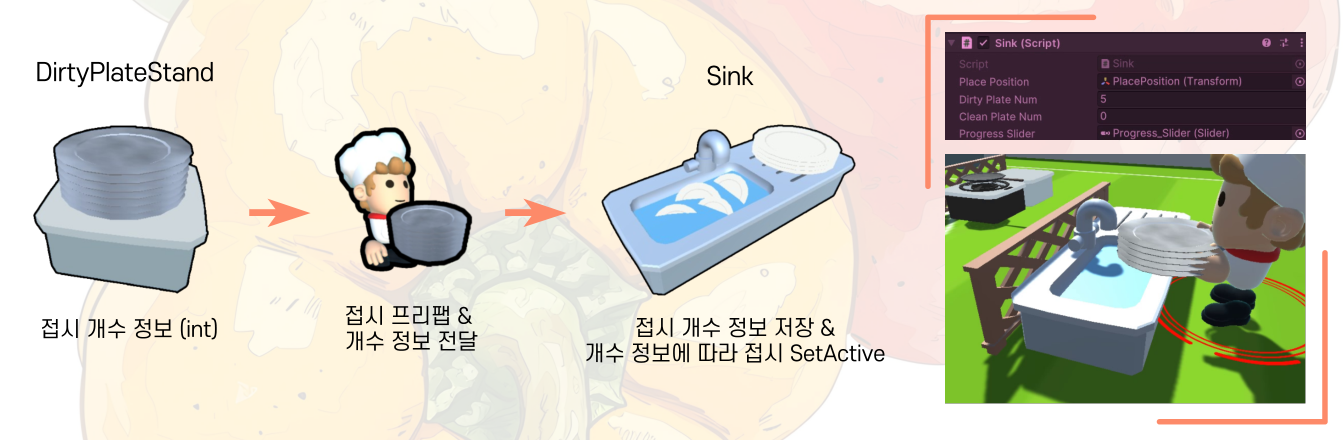 DirtyPlateStand
접시 개수 정보 (int)
접시 프리팹 &
개수 정보 전달
Sink
접시 개수 정보 저장 &
개수 정보에 따라 접시 SetActive
# Sink (Script)
Script # Sink
Place Position PlacePosition (Transform)
Dirty Plate Num 5
Clean Plate Num 0
Progress Slider Progress_Slider (Slider)